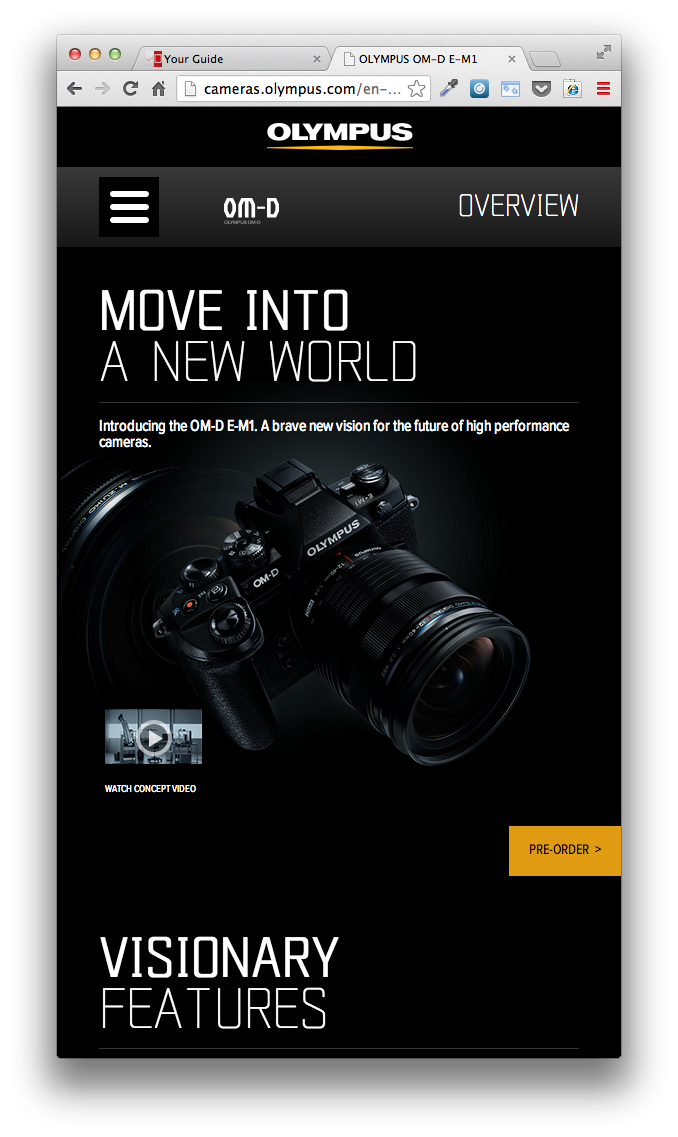 Your Guide
OLYMPUS OM-D E-M1
cameras.olympus.com/en-...
OLYMPUS
OM-D
OLYMPUS OM-D
OVERVIEW
MOVE INTO
A NEW WORLD
Introducing the OM-D E-M1. A brave new vision for the future of high performance
cameras.
E-M1
OLYMPUS
OM-D
WATCH CONCEPT VIDEO
PRE-ORDER >
VISIONARY
FEATURES